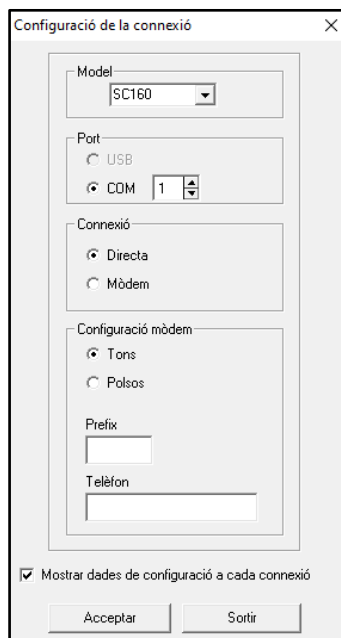 Configuració de la connexió
Model
SC160
Port
USB
COM 1
Connexió
Directa
Mòdem
Configuració mòdem
Tons
Polsos
Prefix
Telèfon
Mostrar dades de configuració a cada connexió
Acceptar Sortir